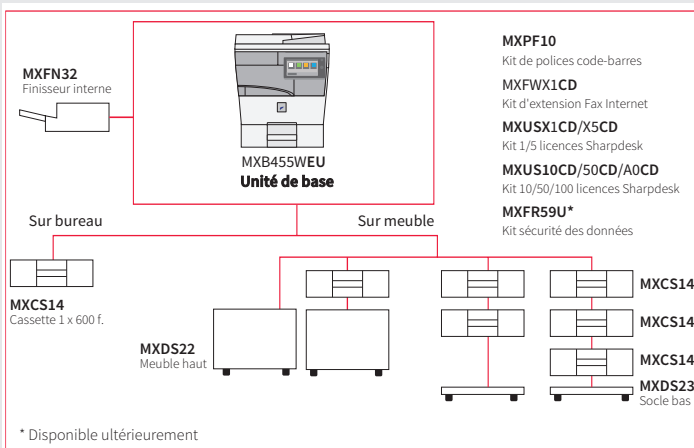 MXFN32
Finisseur interne
MXB455WEU
Unité de base
MXPF10
Kit de polices code-barres
MXFWX1CD
Kit d'extension Fax Internet
MXUSX1CD/X5CD
Kit 1/5 licences Sharpdesk
MXUS10CD/50CD/A0CD
Kit 10/50/100 licences Sharpdesk
MXFR59U*
Kit sécurité des données
Sur bureau
Sur meuble
MXCS14
Cassette 1 x 600 f.
MXDS22
Meuble haut
MXCS14
MXCS14
MXCS14
MXDS23
Socle bas
* Disponible ultérieurement